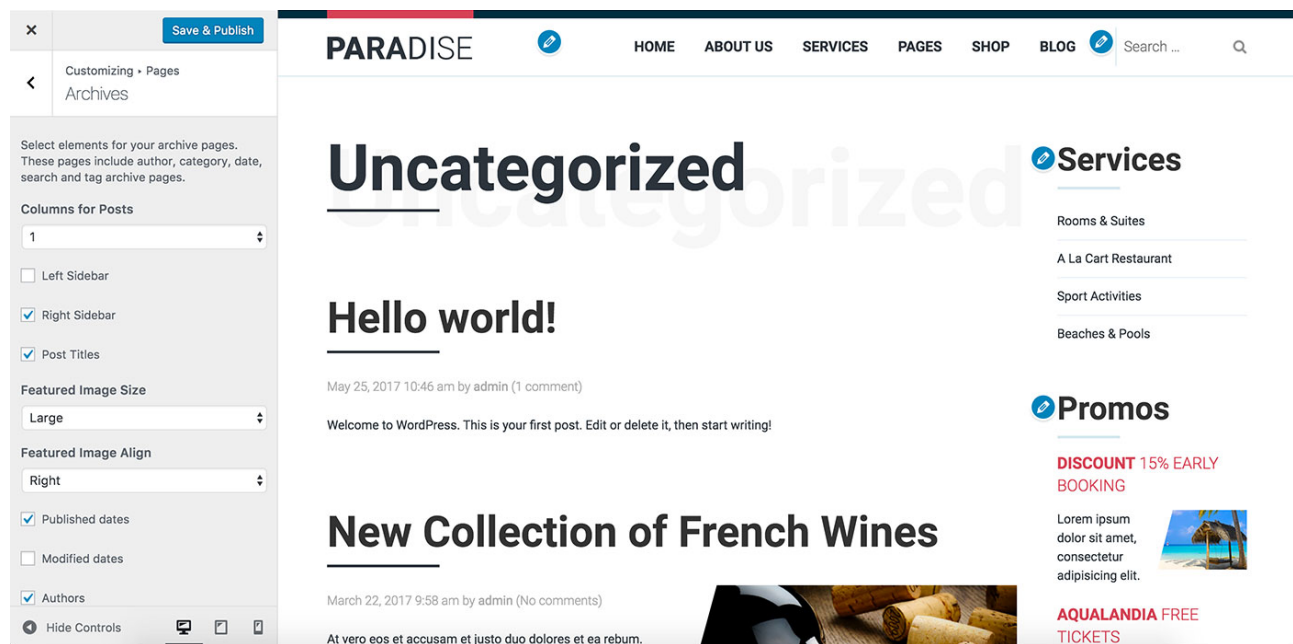 Save & Publish
Customizing ▸ Pages
Archives
Select elements for your archive pages.
These pages include author, category, date,
search and tag archive pages.
Columns for Posts
1
Left Sidebar
Right Sidebar
Post Titles
Featured Image Size
Large
Featured Image Align
Right
Published dates
Modified dates
Authors
Hide Controls
PARADISE
HOME ABOUT US SERVICES PAGES SHOP BLOG Search ...
Uncategorized
Uncategorized
Hello world!
May 25, 2017 10:46 am by admin (1 comment)
Welcome to WordPress. This is your first post. Edit or delete it, then start writing!
New Collection of French Wines
March 22, 2017 9:58 am by admin (No comments)
At vero eos et accusam et justo duo dolores et ea rebum.
Services
Rooms & Suites
A La Cart Restaurant
Sport Activities
Beaches & Pools
Promos
DISCOUNT 15% EARLY
BOOKING
Lorem ipsum
dolor sit amet,
consectetur
adipisicing elit.
AQUALANDIA FREE
TICKETS